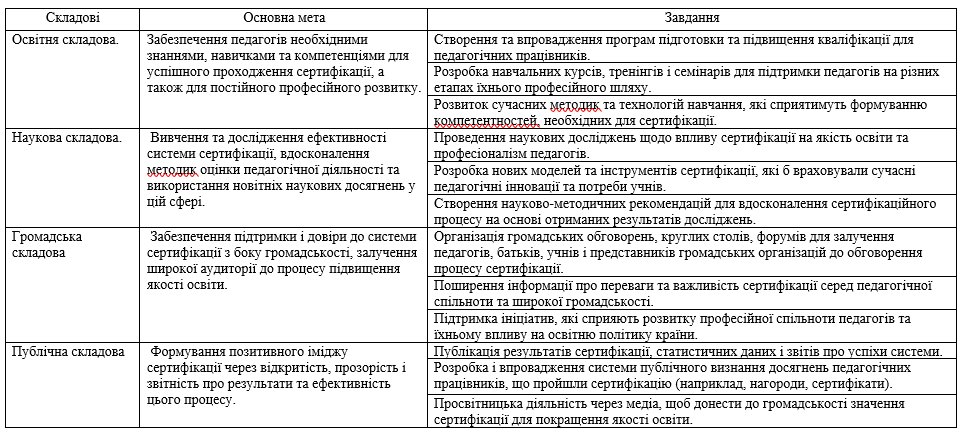 Складові
Основна мета
Завдання
Освітня складова.
Забезпечення педагогів необхідними
знаннями, навичками та компетенціями для
успішного проходження сертифікації, а
також для постійного професійного розвитку.
Створення та впровадження програм підготовки та підвищення кваліфікації для
педагогічних працівників.
Розробка навчальних курсів, тренінгів і семінарів для підтримки педагогів на різних
етапах їхнього професійного шляху.
Розвиток сучасних методик та технологій навчання, які сприятимуть формуванню
компетентностей, необхідних для сертифікації.
Наукова складова.
Вивчення та дослідження ефективності
системи сертифікації, вдосконалення
методик оцінки педагогічної діяльності та
використання новітніх наукових досягнень у
цій сфері.
Проведення наукових досліджень щодо впливу сертифікації на якість освіти та
професіоналізм педагогів.
Розробка нових моделей та інструментів сертифікації, які б враховували сучасні
педагогічні інновації та потреби учнів.
Створення науково-методичних рекомендацій для вдосконалення сертифікаційного
процесу на основі отриманих результатів досліджень.
Громадська
складова
Забезпечення підтримки і довіри до системи
сертифікації з боку громадськості, залучення
широкої аудиторії до процесу підвищення
якості освіти.
Організація громадських обговорень, круглих столів, форумів для залучення
педагогів, батьків, учнів і представників громадських організацій до обговорення
процесу сертифікації.
Поширення інформації про переваги та важливість сертифікації серед педагогічної
спільноти та широкої громадськості.
Підтримка ініціатив, які сприяють розвитку професійної спільноти педагогів та
їхньому впливу на освітню політику країни.
Публічна складова
Формування позитивного іміджу
сертифікації через відкритість, прозорість і
звітність про результати та ефективність
цього процесу.
Публікація результатів сертифікації, статистичних даних і звітів про успіхи системи.
Розробка і впровадження системи публічного визнання досягнень педагогічних
працівників, що пройшли сертифікацію (наприклад, нагороди, сертифікати).
Просвітницька діяльність через медіа, щоб донести до громадськості значення
сертифікації для покращення якості освіти.